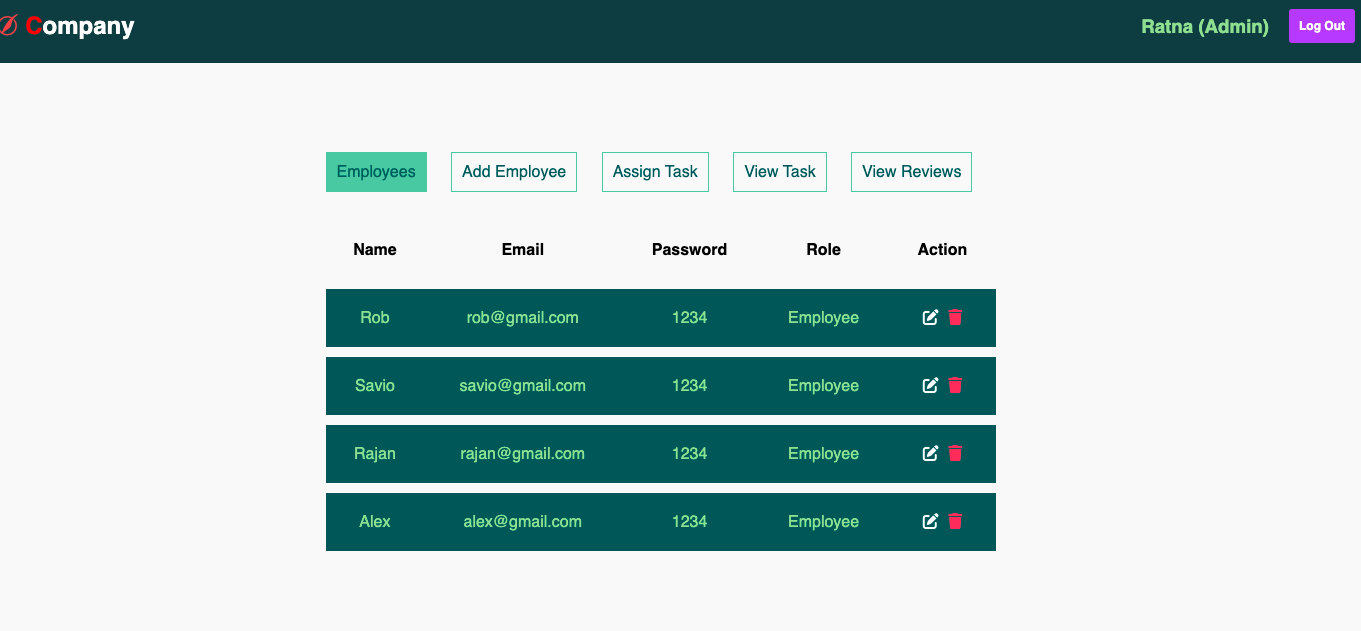 Company
Ratna (Admin) Log Out
Employees Add Employee Assign Task View Task View Reviews
Name Email Password Role Action
Rob rob@gmail.com 1234 Employee
Savio savio@gmail.com 1234 Employee
Rajan rajan@gmail.com 1234 Employee
Alex alex@gmail.com 1234 Employee